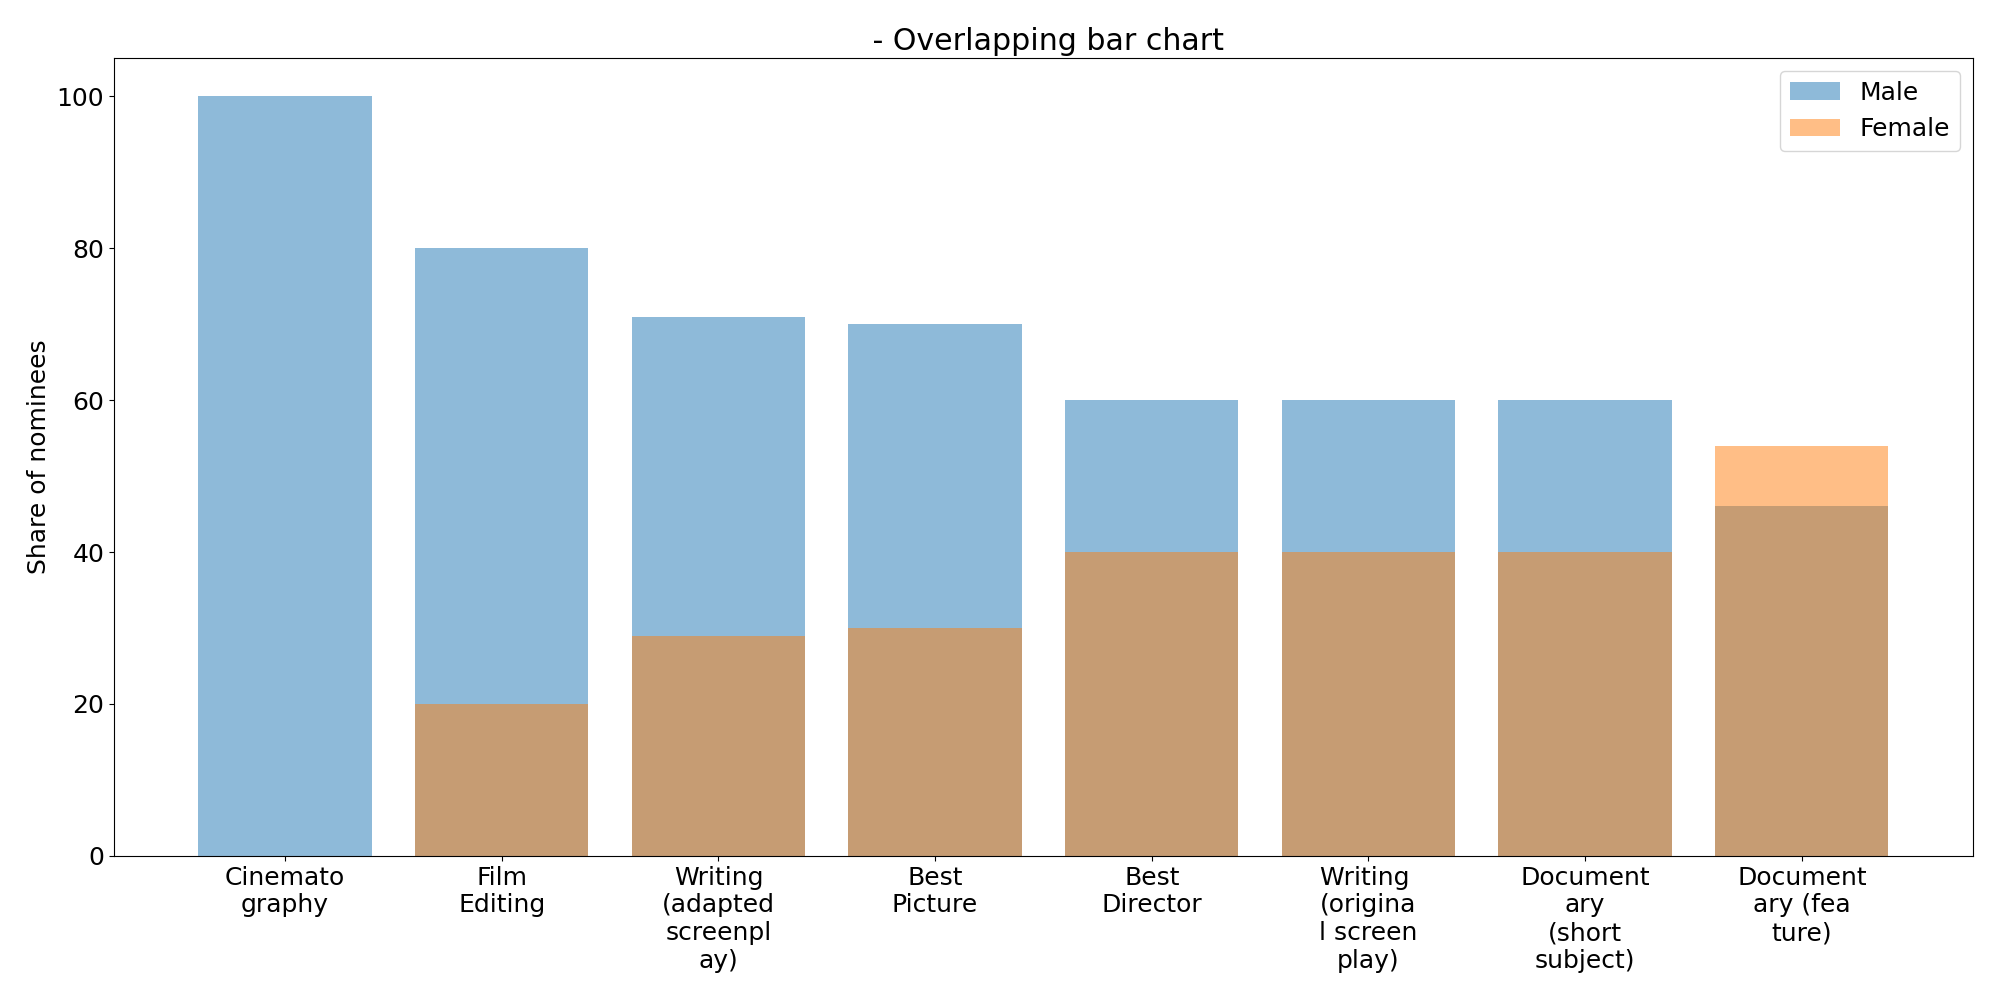 - Overlapping bar chart
Male
Female
Share of nominees
100
80
60
40
20
0
Cinemato
graphy
Film
Editing
Writing
(adapted
screenpl
ay)
Best
Picture
Best
Director
Writing
(origina
l screen
play)
Document
ary
(short
subject)
Document
ary (fea
ture)